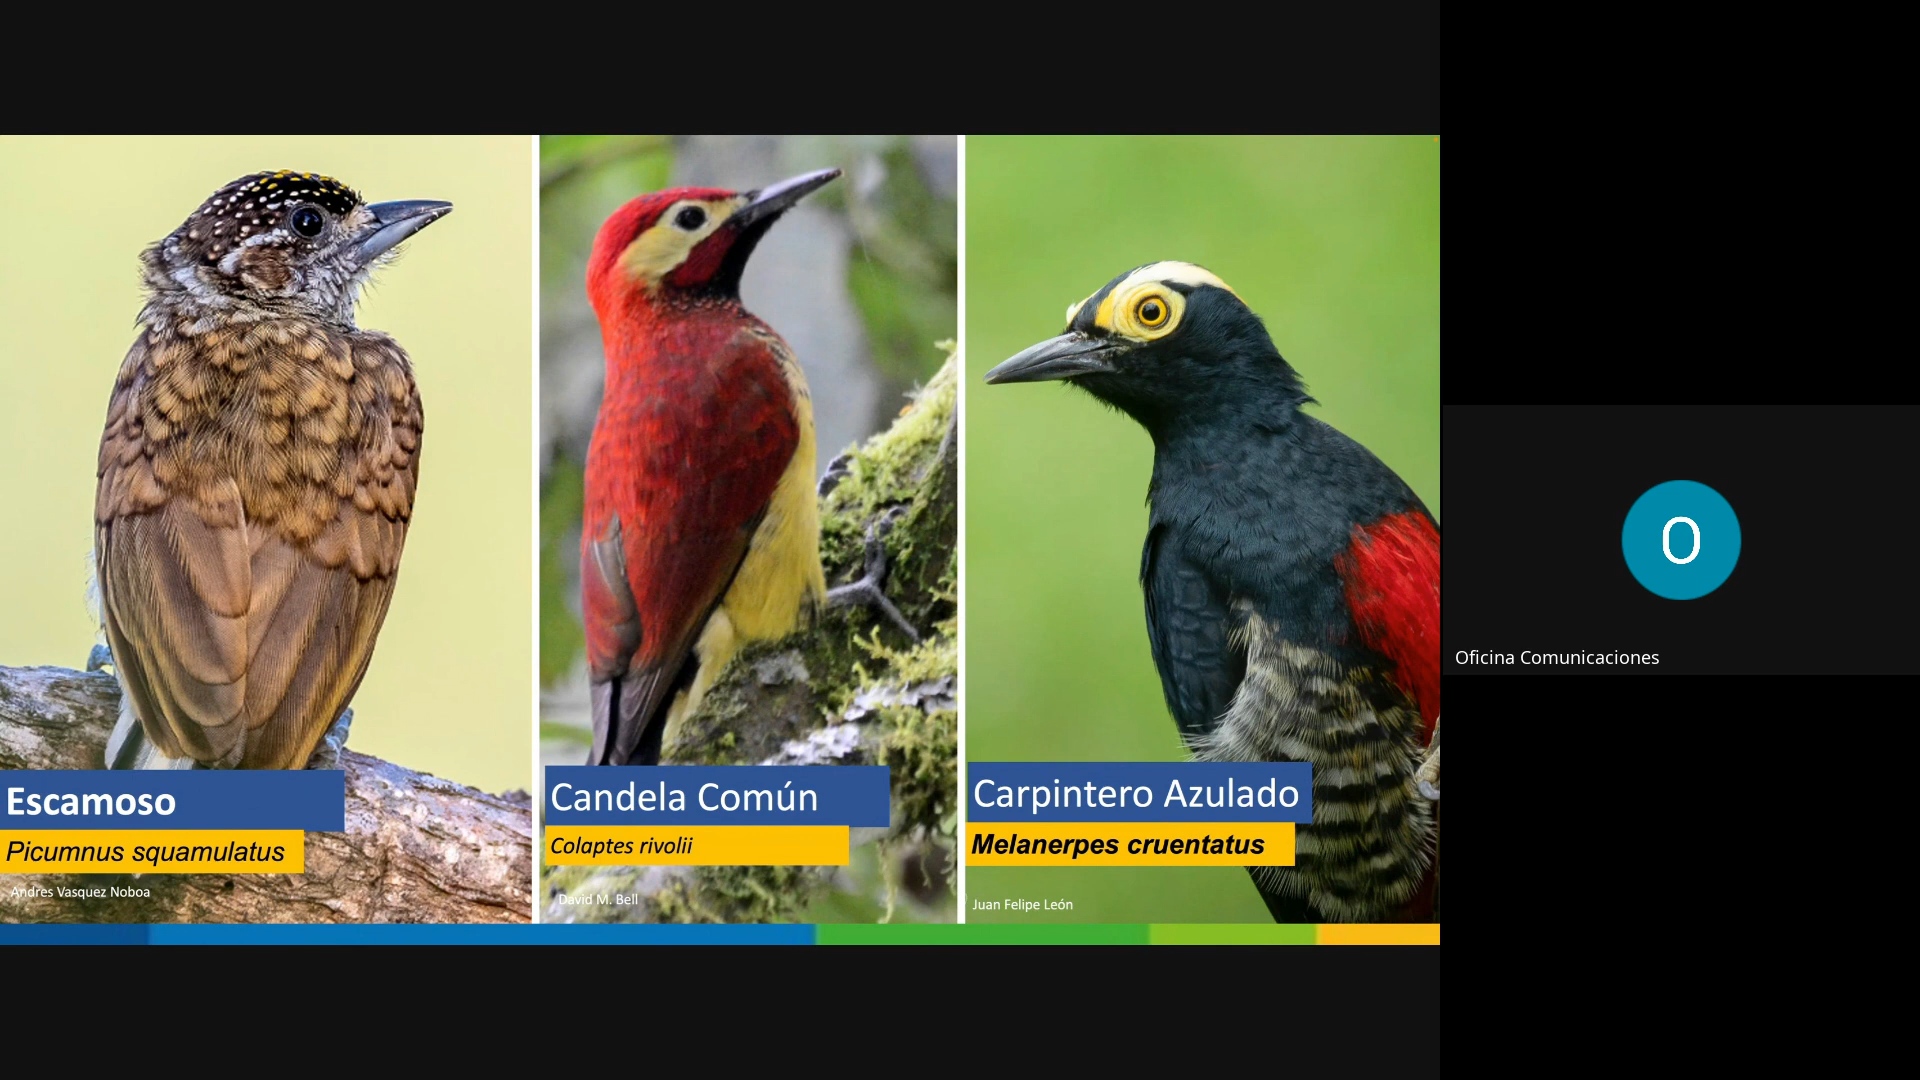 Escamoso
Picumnus squamulatus
Andres Vasquez Noboa
Candela Común
Colaptes rivolii
David M. Bell
Carpintero Azulado
Melanerpes cruentatus
Juan Felipe León
O
Oficina Comunicaciones